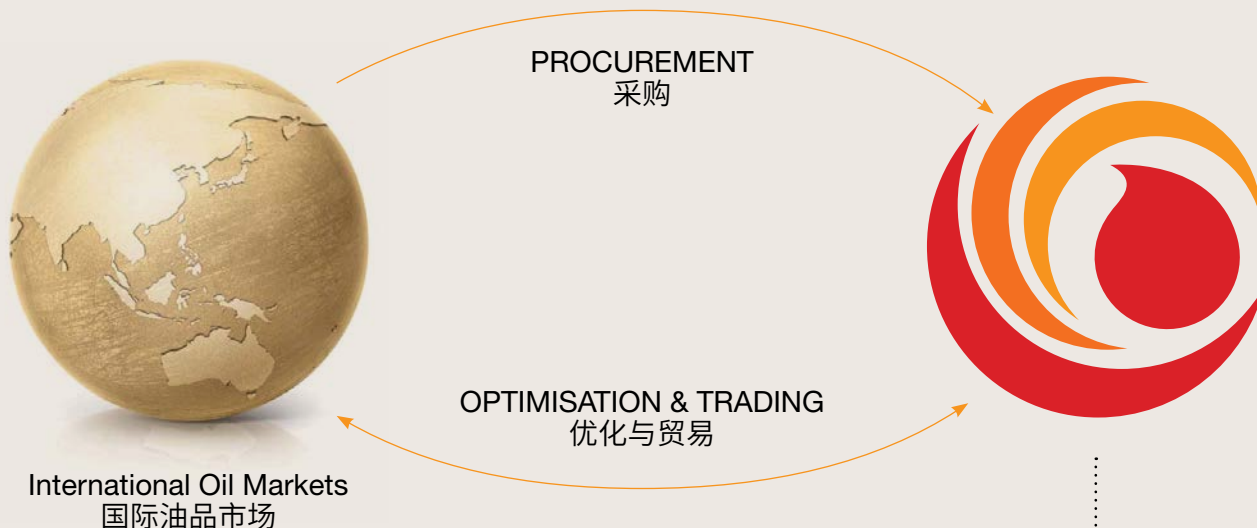 PROCUREMENT
采购
OPTIMISATION & TRADING
优化与贸易
International Oil Markets
国际油品市场